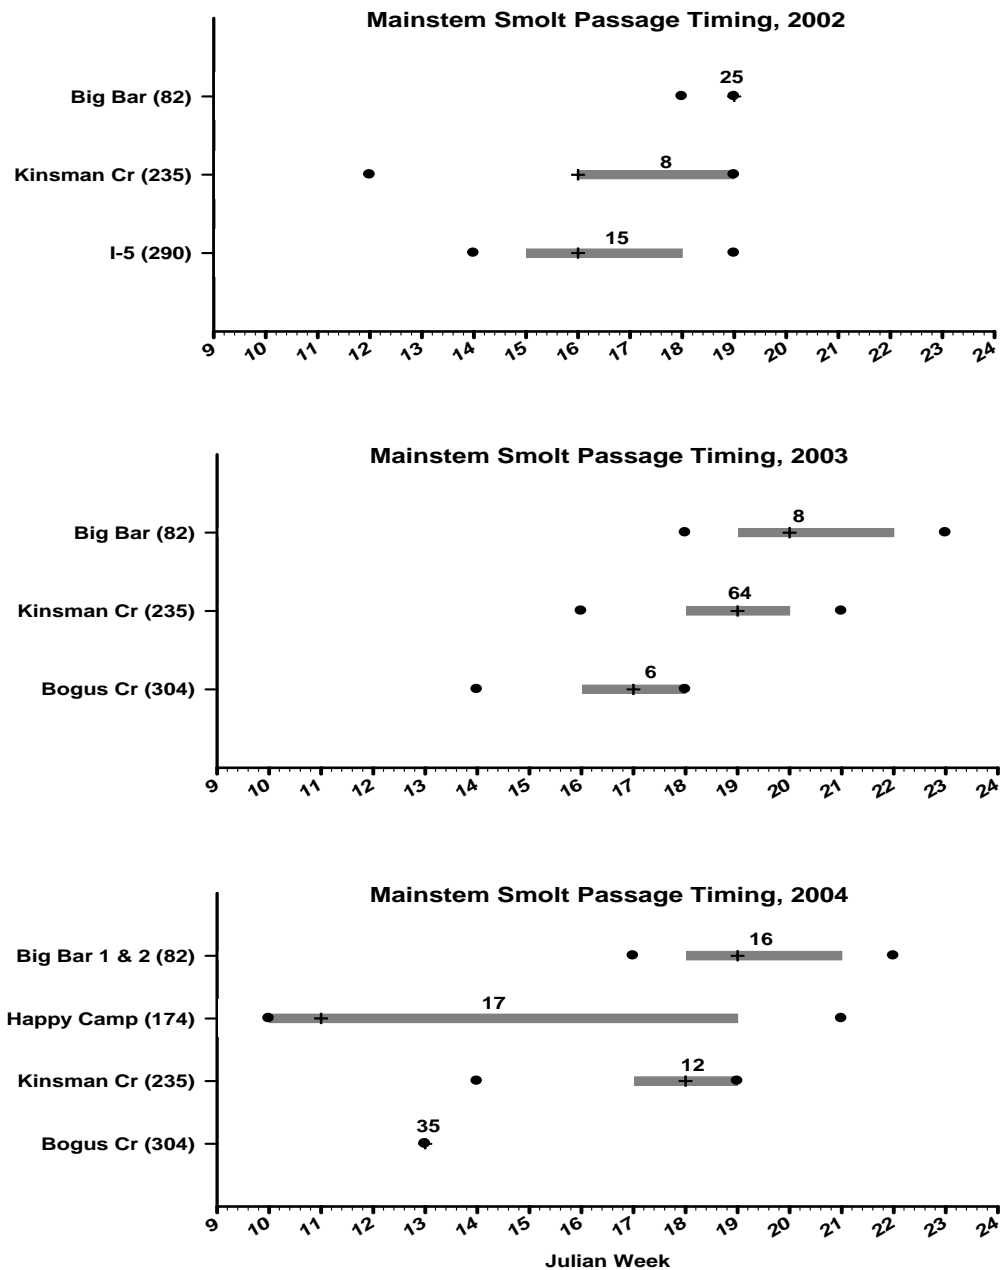 Mainstem Smolt Passage Timing, 2002
25
Big Bar (82)
8
Kinsman Cr (235)
15
I-5 (290)
9 10 11 12 13 14 15 16 17 18 19 20 21 22 23 24
Mainstem Smolt Passage Timing, 2003
8
Big Bar (82)
64
Kinsman Cr (235)
6
Bogus Cr (304)
9 10 11 12 13 14 15 16 17 18 19 20 21 22 23 24
Mainstem Smolt Passage Timing, 2004
16
Big Bar 1 & 2 (82)
17
Happy Camp (174)
12
Kinsman Cr (235)
35
Bogus Cr (304)
9 10 11 12 13 14 15 16 17 18 19 20 21 22 23 24
Julian Week